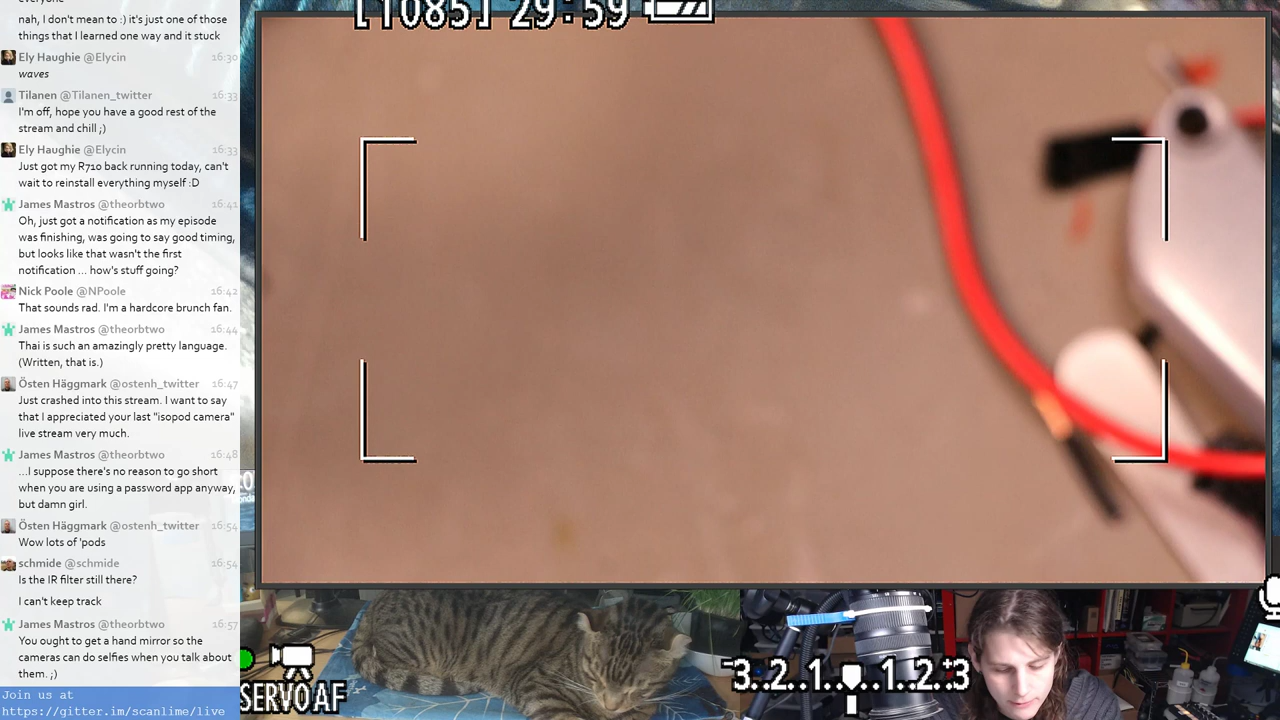 everyone
nah, I don't mean to :) it's just one of those
things that I learned one way and it stuck
Ely Haughie @Elycin 16:30
waves
Tilanen @Tilanen_twitter 16:33
I'm off, hope you have a good rest of the
stream and chill ;)
Ely Haughie @Elycin 16:33
Just got my R710 back running today, can't
wait to reinstall everything myself :D
James Mastros @theorbtwo 16:41
Oh, just got a notification as my episode
was finishing, was going to say good timing,
but looks like that wasn't the first
notification ... how's stuff going?
Nick Poole @NPoole 16:42
That sounds rad. I'm a hardcore brunch fan.
James Mastros @theorbtwo 16:44
Thai is such an amazingly pretty language.
(Written, that is.)
Östen Häggmark @ostenh_twitter 16:47
Just crashed into this stream. I want to say
that I appreciated your last "isopod camera"
live stream very much.
James Mastros @theorbtwo 16:48
...I suppose there's no reason to go short
when you are using a password app anyway,
but damn girl.
Östen Häggmark @ostenh_twitter 16:54
Wow lots of 'pods
schmide @schmide 16:54
Is the IR filter still there?
I can't keep track
James Mastros @theorbtwo 16:57
You ought to get a hand mirror so the
cameras can do selfies when you talk about
them. ;)
Join us at
https://gitter.im/scanlime/live
[1085] 29:59
SERVO AF
-3..2..1.. ..1..2.+3